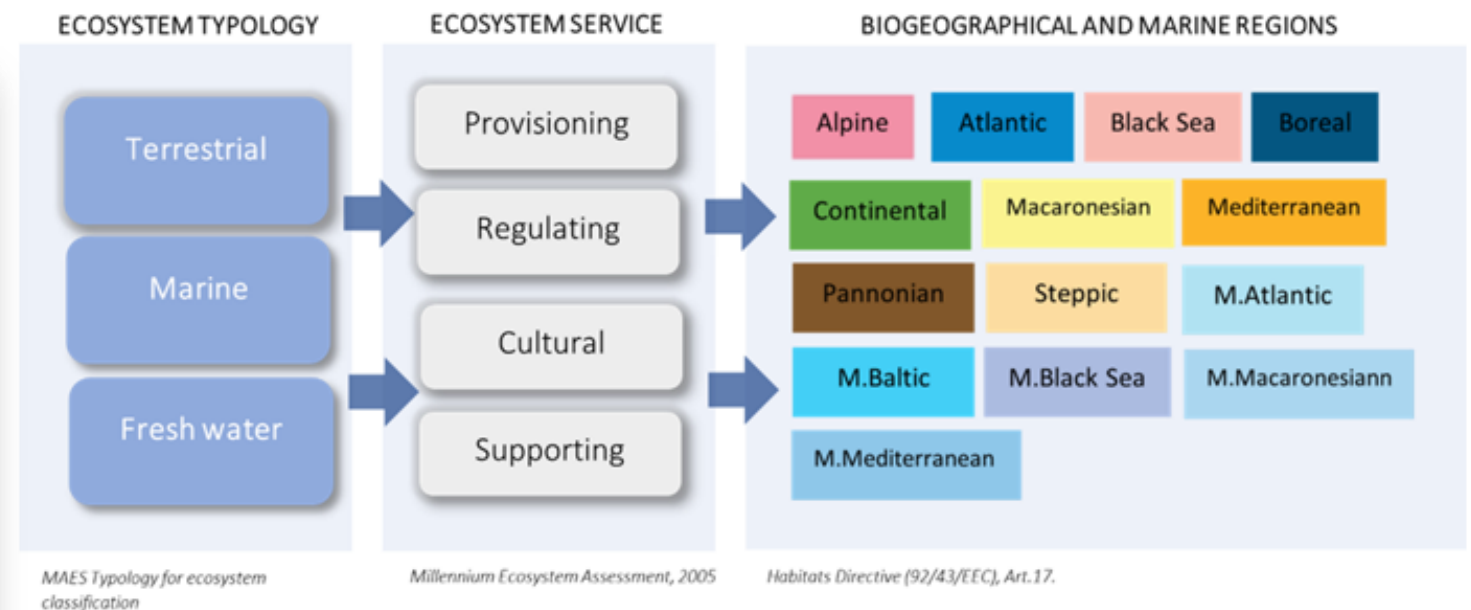 ECOSYSTEM TYPOLOGY
ECOSYSTEM SERVICE
BIOGEOGRAPHICAL AND MARINE REGIONS
Terrestrial
Marine
Fresh water
Provisioning
Regulating
Cultural
Supporting
Alpine
Atlantic
Black Sea
Boreal
Continental
Macaronesian
Mediterranean
Pannonian
Steppic
M.Atlantic
M.Baltic
M.Black Sea
M.Macaronesiann
M.Mediterranean
MAES Typology for ecosystem
classification
Millennium Ecosystem Assessment, 2005
Habitats Directive (92/43/EEC), Art.17.